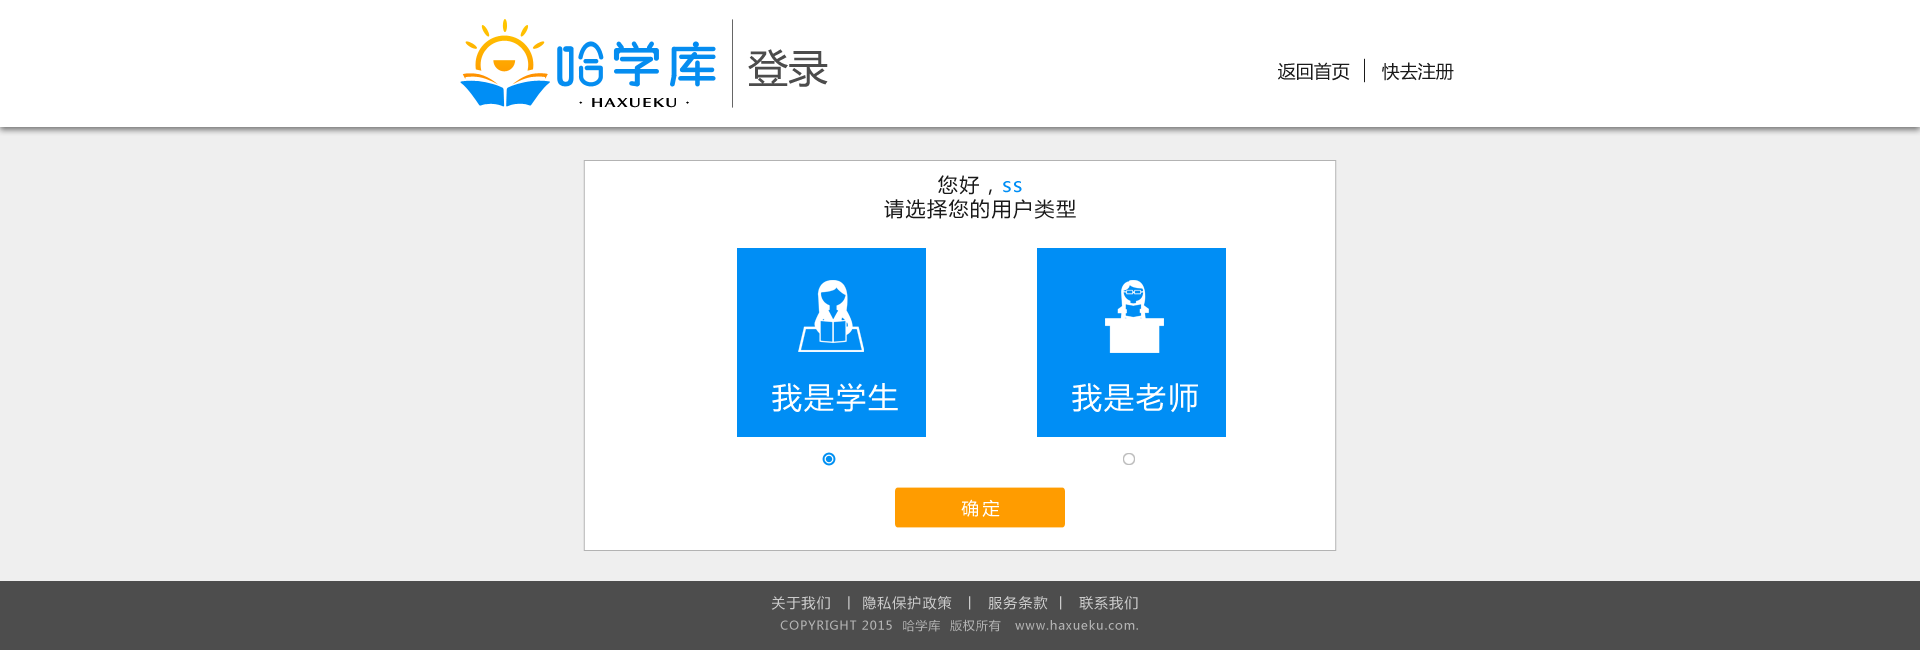 哈学库
· HAXUEKU ·
登录
返回首页 | 快去注册
您好，ss
请选择您的用户类型
我是学生
我是老师
确定
关于我们 | 隐私保护政策 | 服务条款 | 联系我们
COPYRIGHT 2015 哈学库 版权所有 www.haxueku.com.